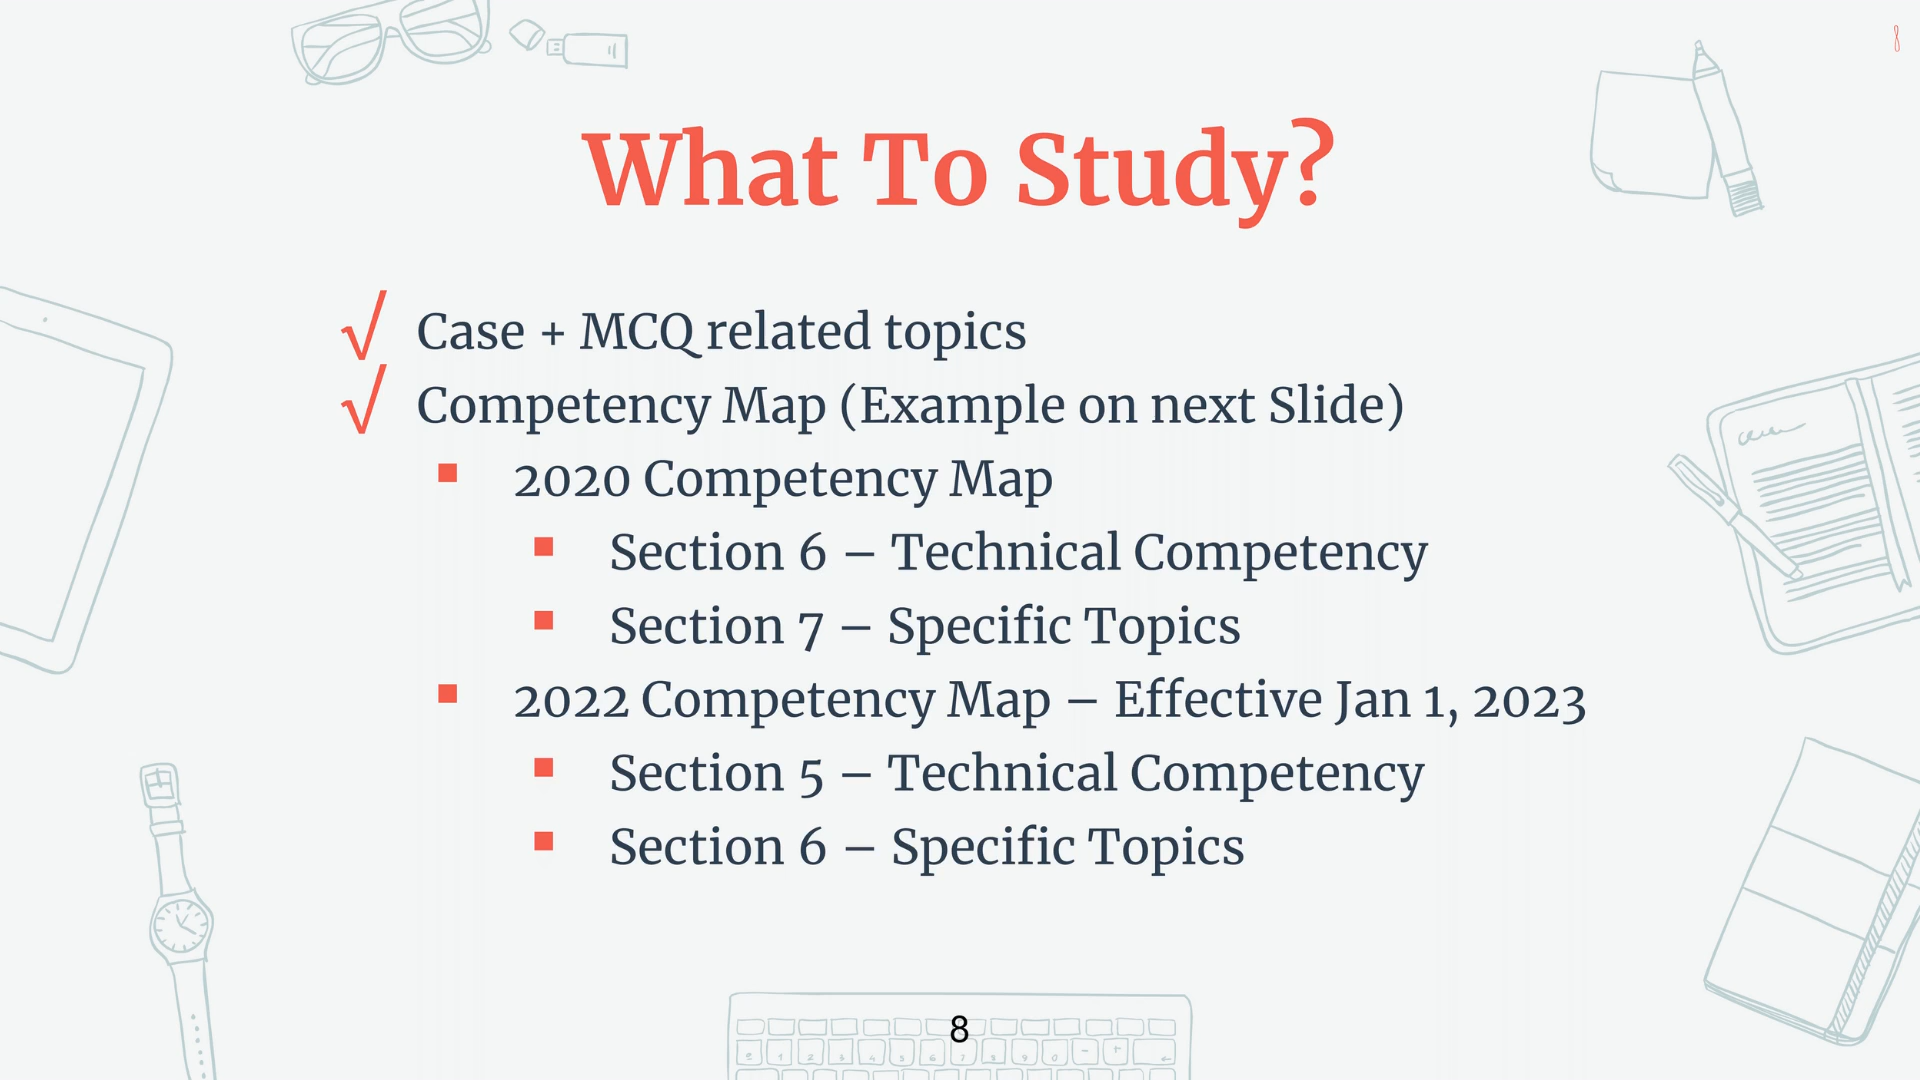 8
What To Study?
√ Case + MCQ related topics
√ Competency Map (Example on next Slide)
▪ 2020 Competency Map
▪ Section 6 – Technical Competency
▪ Section 7 – Specific Topics
▪ 2022 Competency Map – Effective Jan 1, 2023
▪ Section 5 – Technical Competency
▪ Section 6 – Specific Topics
8